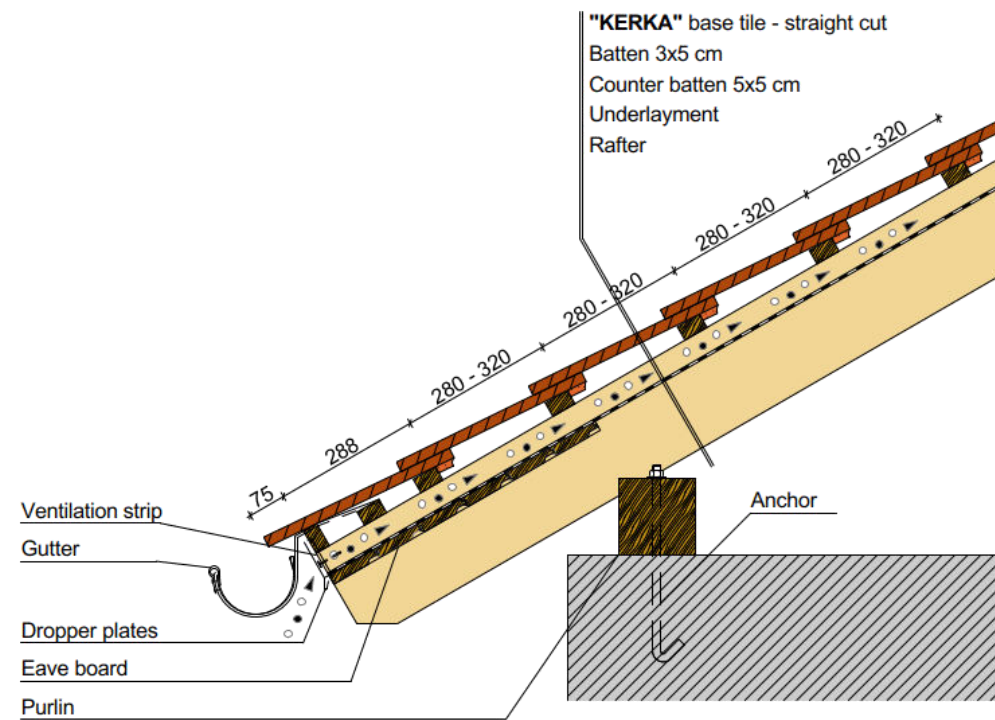 "KERKA" base tile - straight cut
Batten 3x5 cm
Counter batten 5x5 cm
Underlayment
Rafter
280 - 320
280 - 320
280 - 320
280 - 320
288
75
Ventilation strip
Gutter
Dropper plates
Eave board
Purlin
Anchor